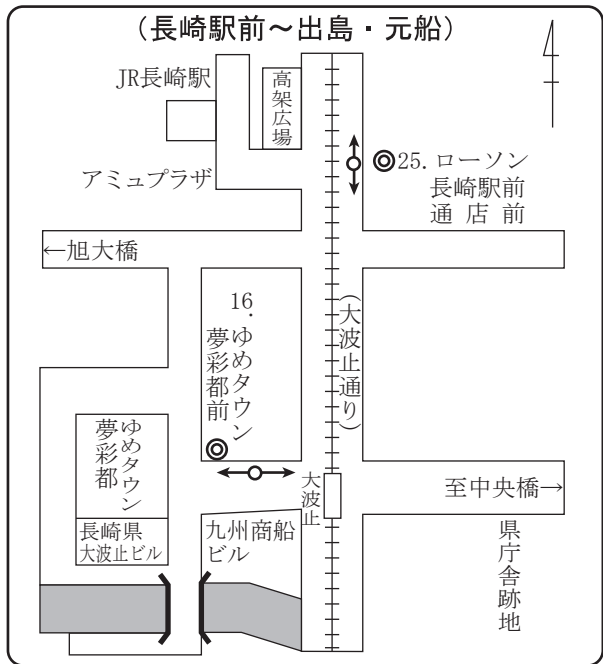 (長崎駅前～出島・元船)
JR長崎駅
高架広場
アミュプラザ
25. ローソン
長崎駅前
通店前
←旭大橋
16. ゆめタウン
夢彩都前
(大波止通り)
ゆめタウン
夢彩都
長崎県
大波止ビル
九州商船
ビル
大波止
至中央橋→
県庁舎跡地